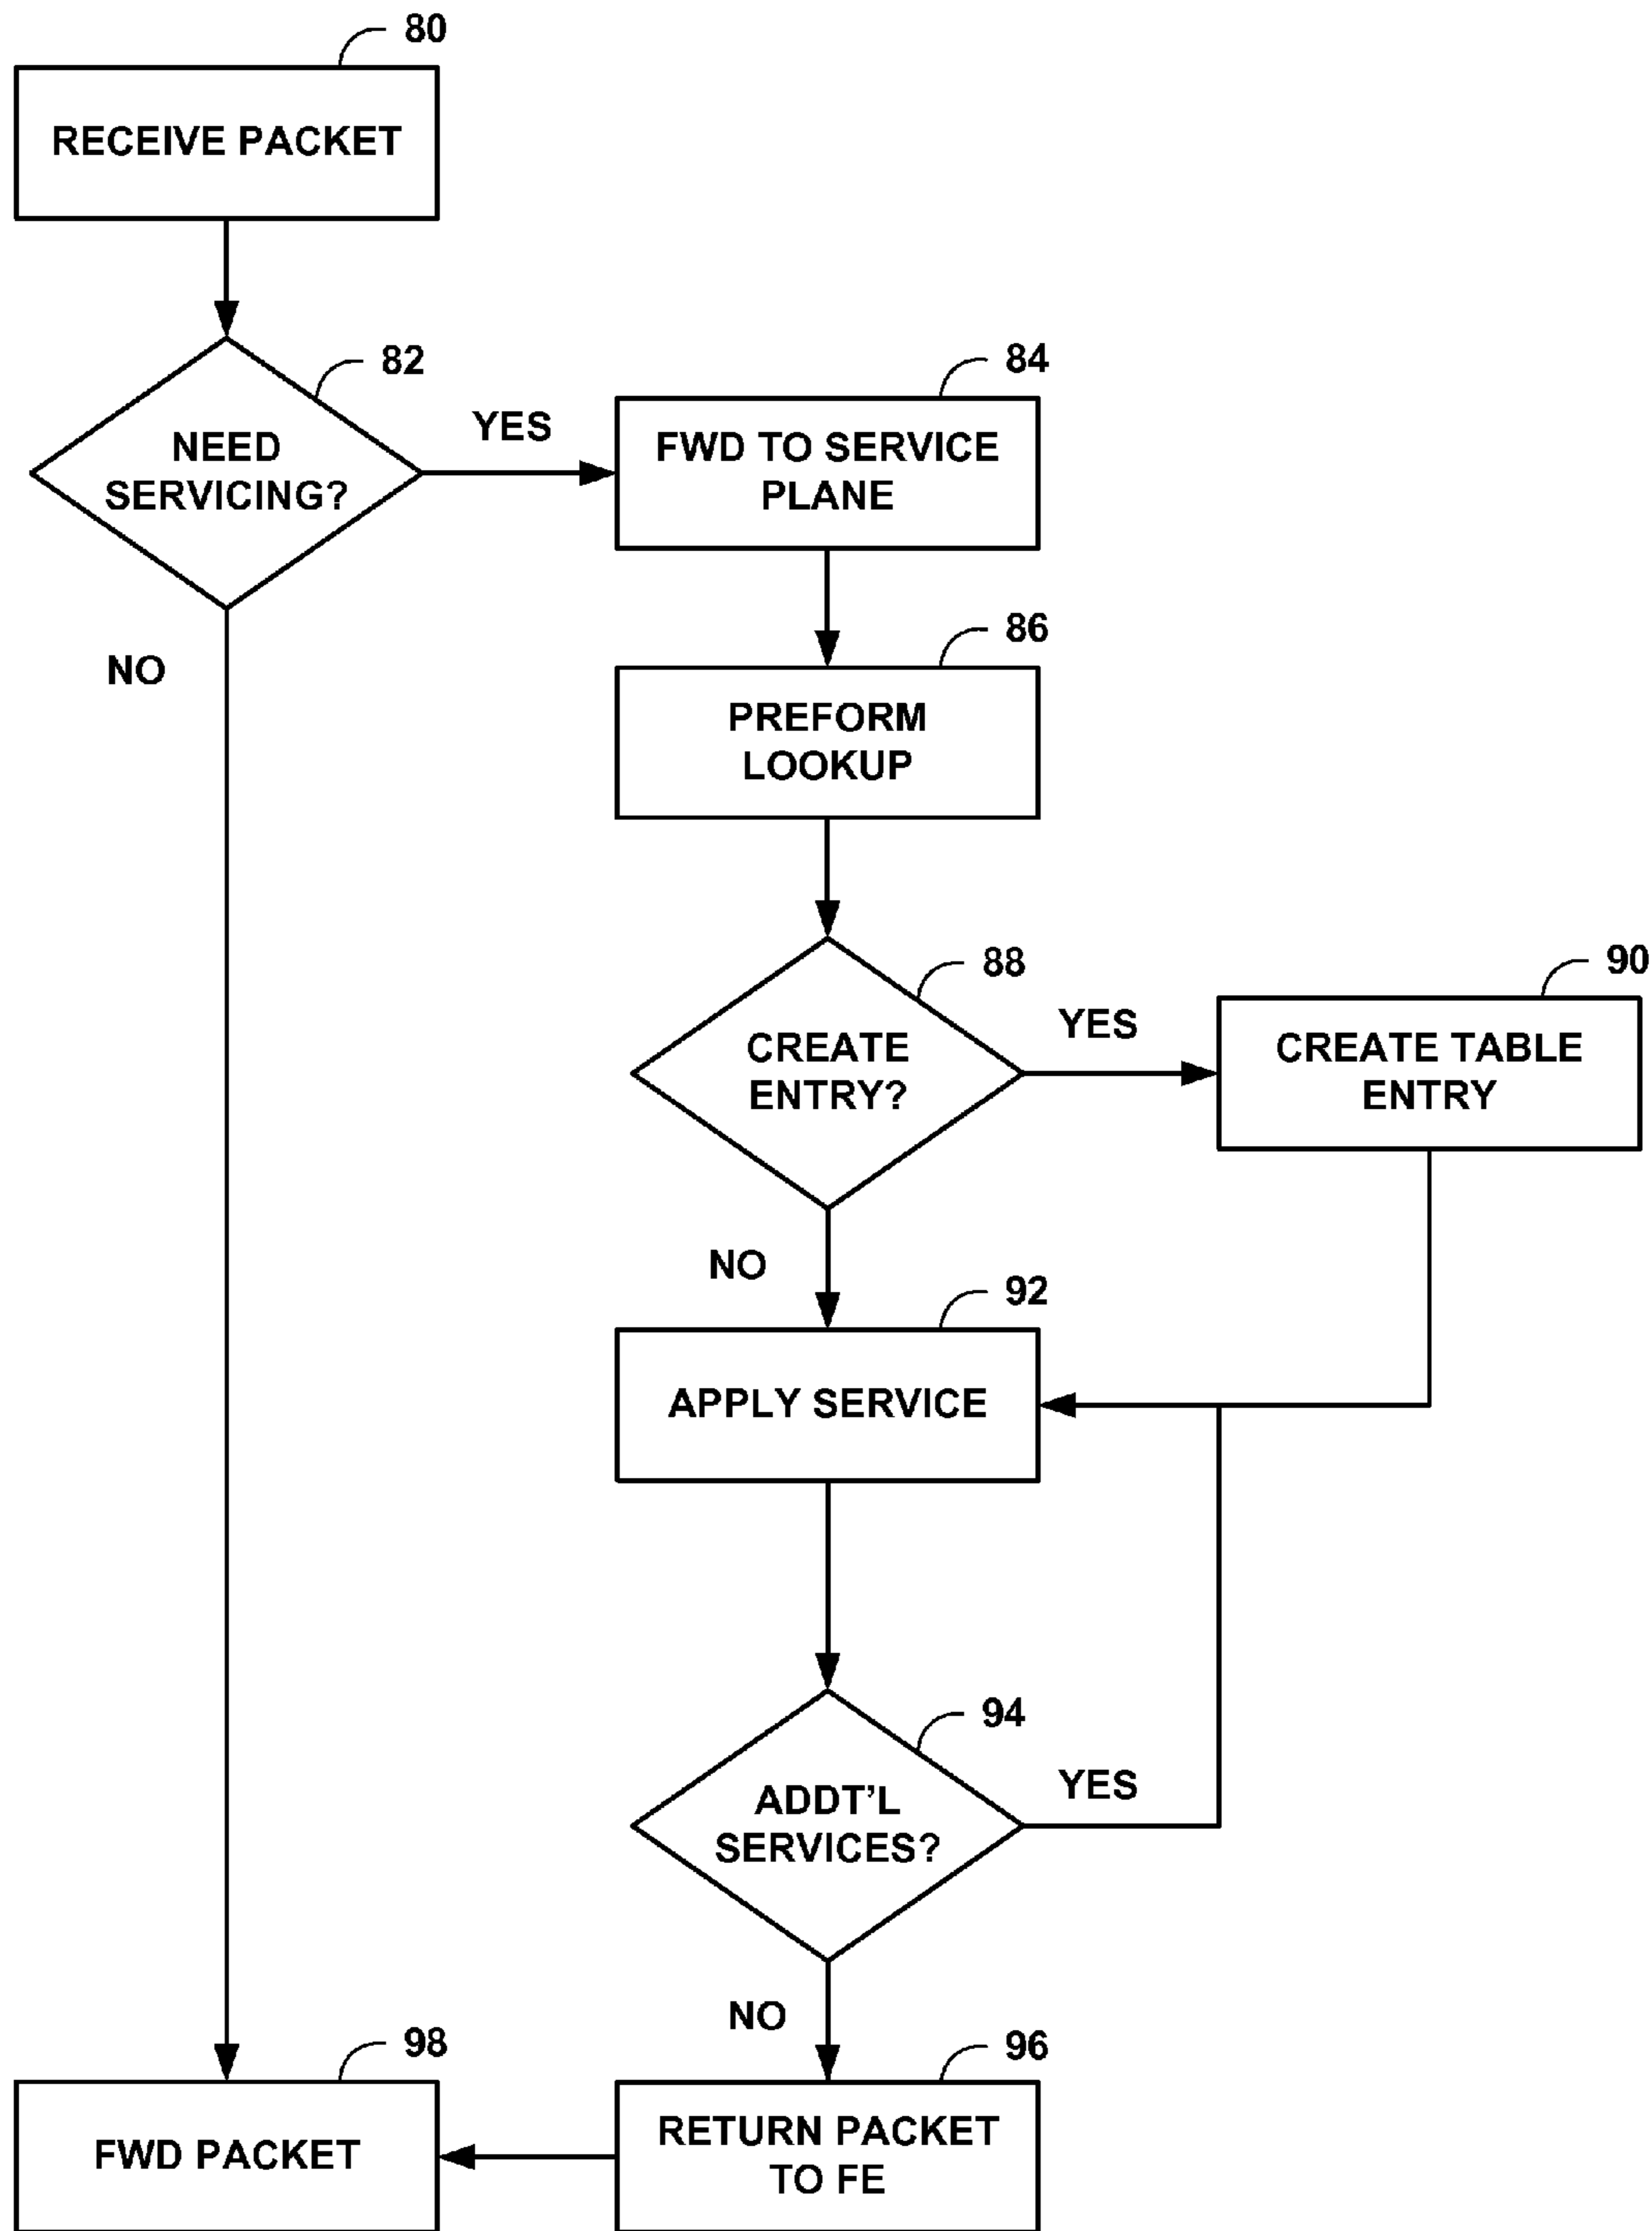 80
RECEIVE PACKET
82
NEED
SERVICING?
YES
NO
84
FWD TO SERVICE
PLANE
86
PREFORM
LOOKUP
88
CREATE
ENTRY?
YES
90
CREATE TABLE
ENTRY
NO
92
APPLY SERVICE
94
ADDT'L
SERVICES?
YES
NO
96
RETURN PACKET
TO FE
98
FWD PACKET